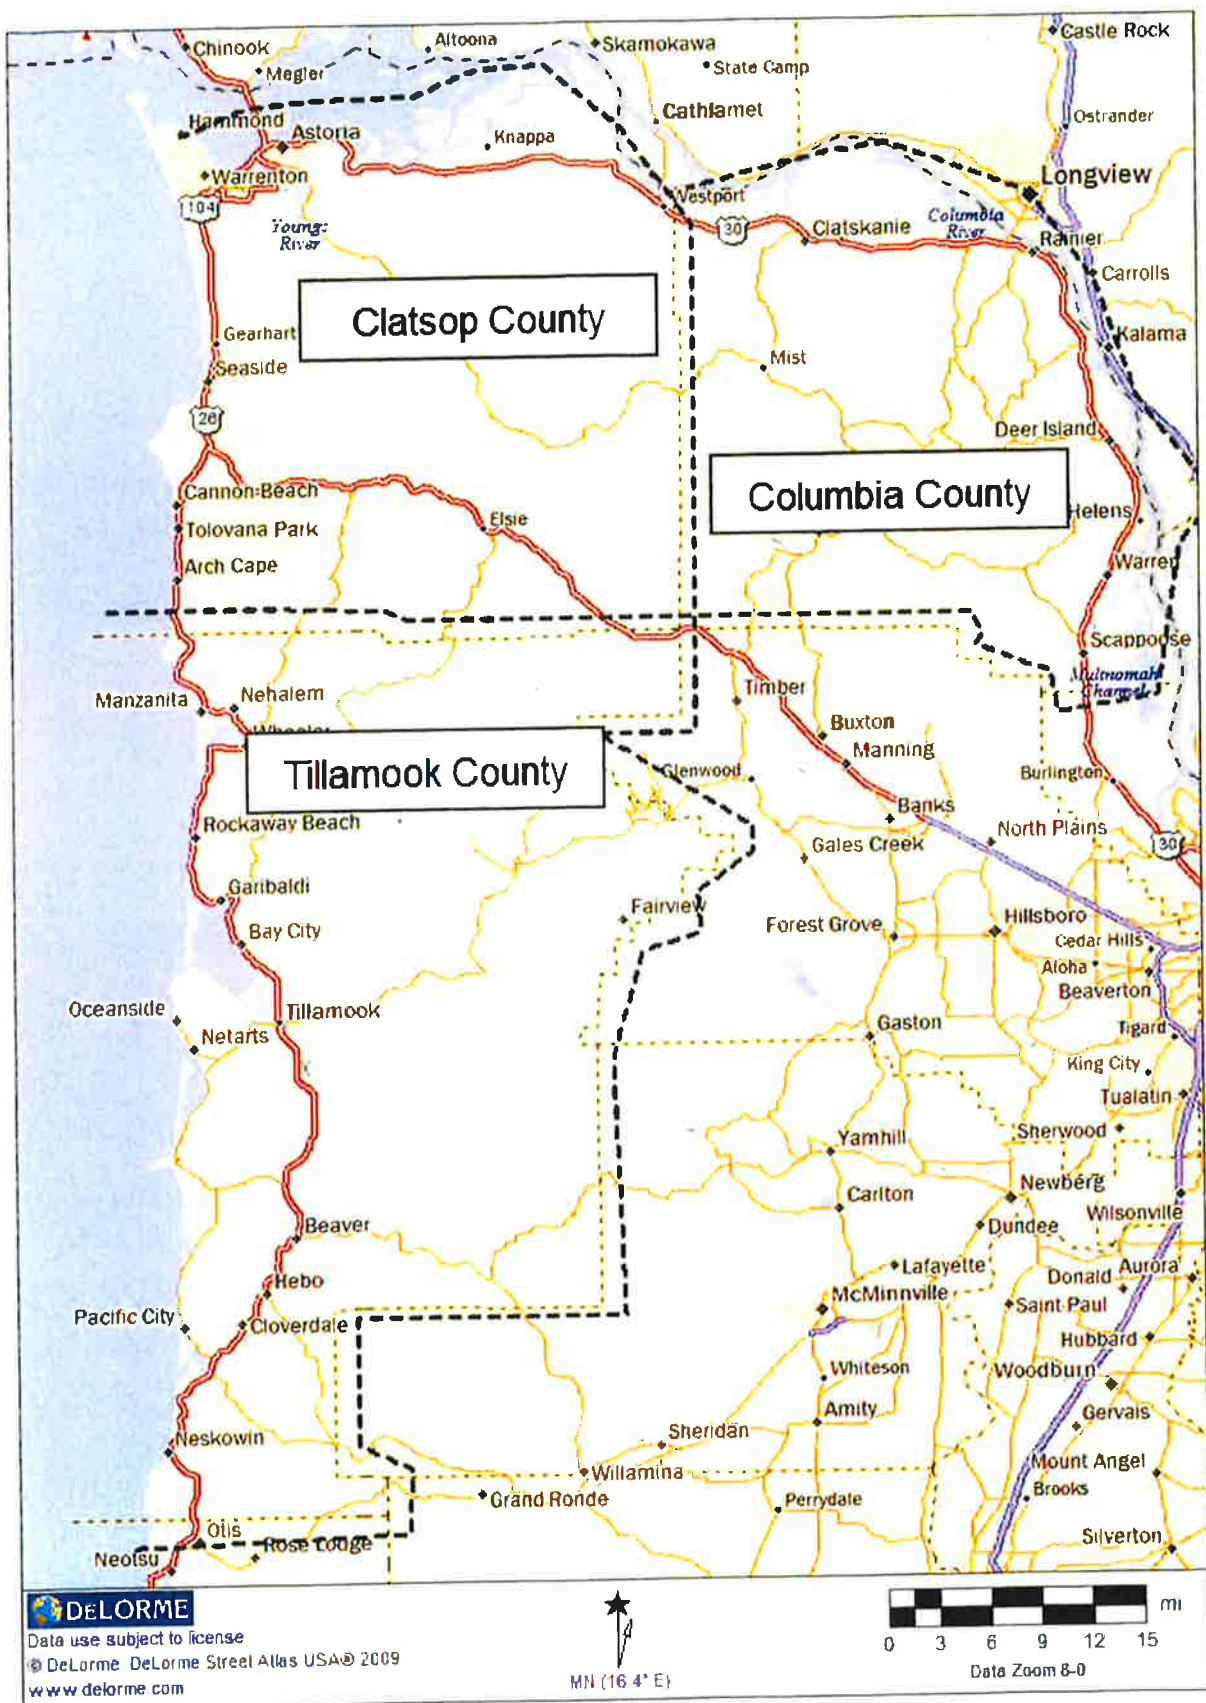 Chinook
Altoona
Skamokawa
Castle Rock
Megler
State Camp
Hammond
Astoria
Knappa
Cathlamet
Ostrander
Warrenton
Longview
104
Westport
Youngs
River
30
Clatskanie
Columbia
River
Rainier
Carrolls
Clatsop County
Gearhart
Kalama
Seaside
Mist
26
Deer Island
Cannon Beach
Columbia County
Helens
Tolovana Park
Elsie
Arch Cape
Warren
Scappoose
Multnomah
Channel
Manzanita
Nehalem
Timber
Wheeler
Buxton
Manning
Tillamook County
Glenwood
Burlington
Banks
Rockaway Beach
North Plains
Gales Creek
30
Garibaldi
Fairview
Bay City
Forest Grove
Hillsboro
Cedar Hills
Aloha
Beaverton
Oceanside
Tillamook
Netarts
Gaston
Tigard
King City
Tualatin
Yamhill
Sherwood
Carlton
Newberg
Wilsonville
Beaver
Dundee
Lafayette
Donald
Aurora
Hebo
McMinnville
Saint Paul
Pacific City
Cloverdale
Hubbard
Whiteson
Woodburn
Amity
Gervais
Neskowin
Sheridan
Willamina
Mount Angel
Grand Ronde
Perrydale
Brooks
Otis
Rose Lodge
Silverton
Neotsu
DELORME
Data use subject to license
© DeLorme DeLorme Street Atlas USA® 2009
www.delorme.com
MN (16.4° E)
mi
0 3 6 9 12 15
Data Zoom 8-0